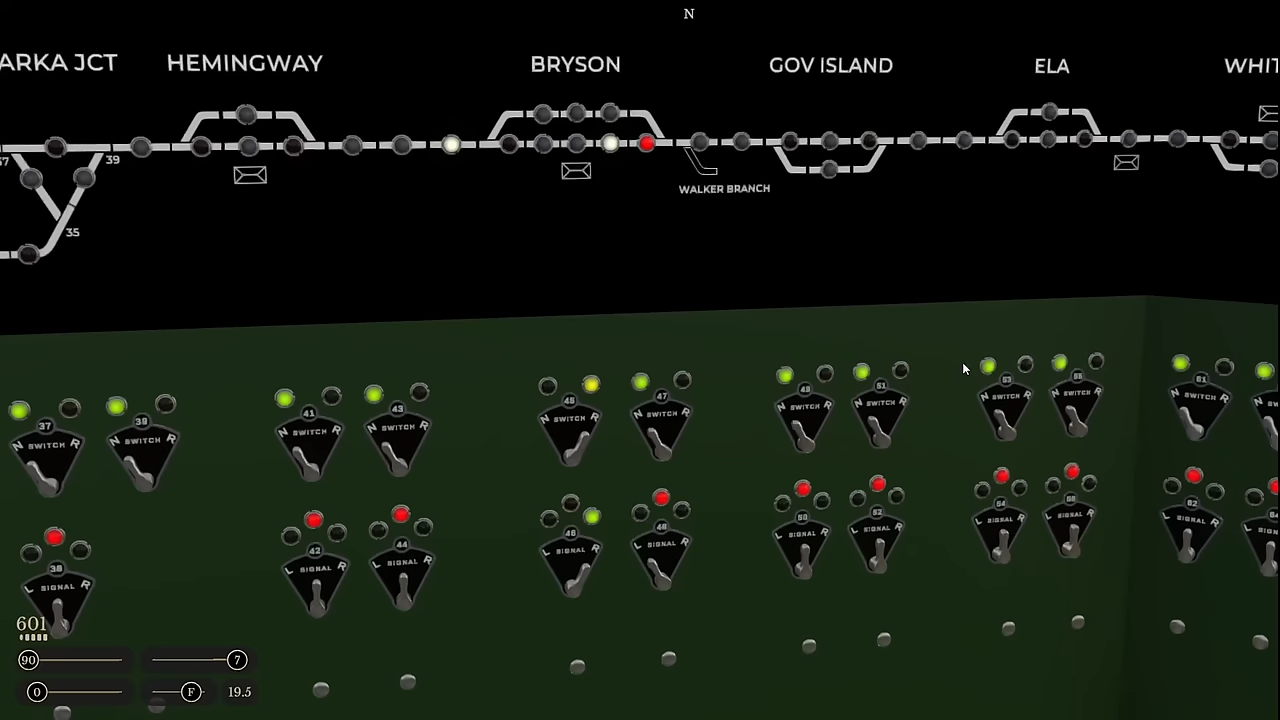 N
ARKA JCT
HEMINGWAY
BRYSON
GOV ISLAND
ELA
WHIT
37
39
35
WALKER BRANCH
37
39
41
43
45
47
49
51
53
55
61
N SWITCH R
N SWITCH R
N SWITCH R
N SWITCH R
N SWITCH R
N SWITCH R
N SWITCH R
N SWITCH R
N SWITCH R
N SWITCH R
N SWITCH R
38
42
44
46
48
50
52
54
56
62
L SIGNAL R
L SIGNAL R
L SIGNAL R
L SIGNAL R
L SIGNAL R
L SIGNAL R
L SIGNAL R
L SIGNAL R
L SIGNAL R
L SIGNAL R
601
90
7
0
F
19.5